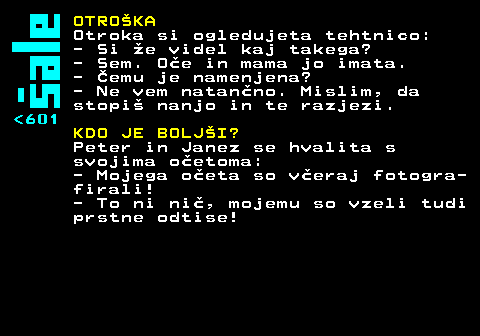 šale
<601
OTROŠKA
Otroka si ogledujeta tehtnico:
- Si že videl kaj takega?
- Sem. Oče in mama jo imata.
- Čemu je namenjena?
- Ne vem natančno. Mislim, da
stopiš nanjo in te razjezi.
KDO JE BOLJŠI?
Peter in Janez se hvalita s
svojima očetoma:
- Mojega očeta so včeraj fotogra-
firali!
- To ni nič, mojemu so vzeli tudi
prstne odtise!